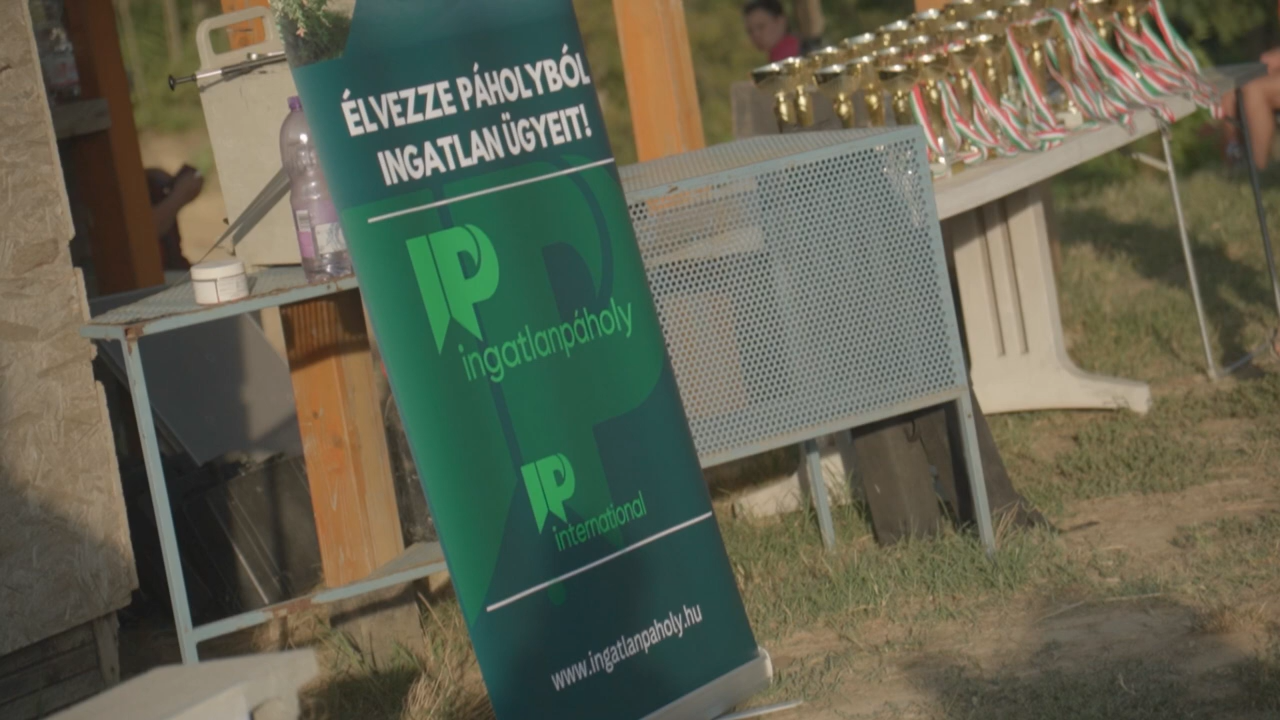 ÉLVEZZE PÁHOLYBÓL
INGATLAN ÜGYEIT!
IP
ingatlanpáholy
IP
international
www.ingatlanpaholy.hu